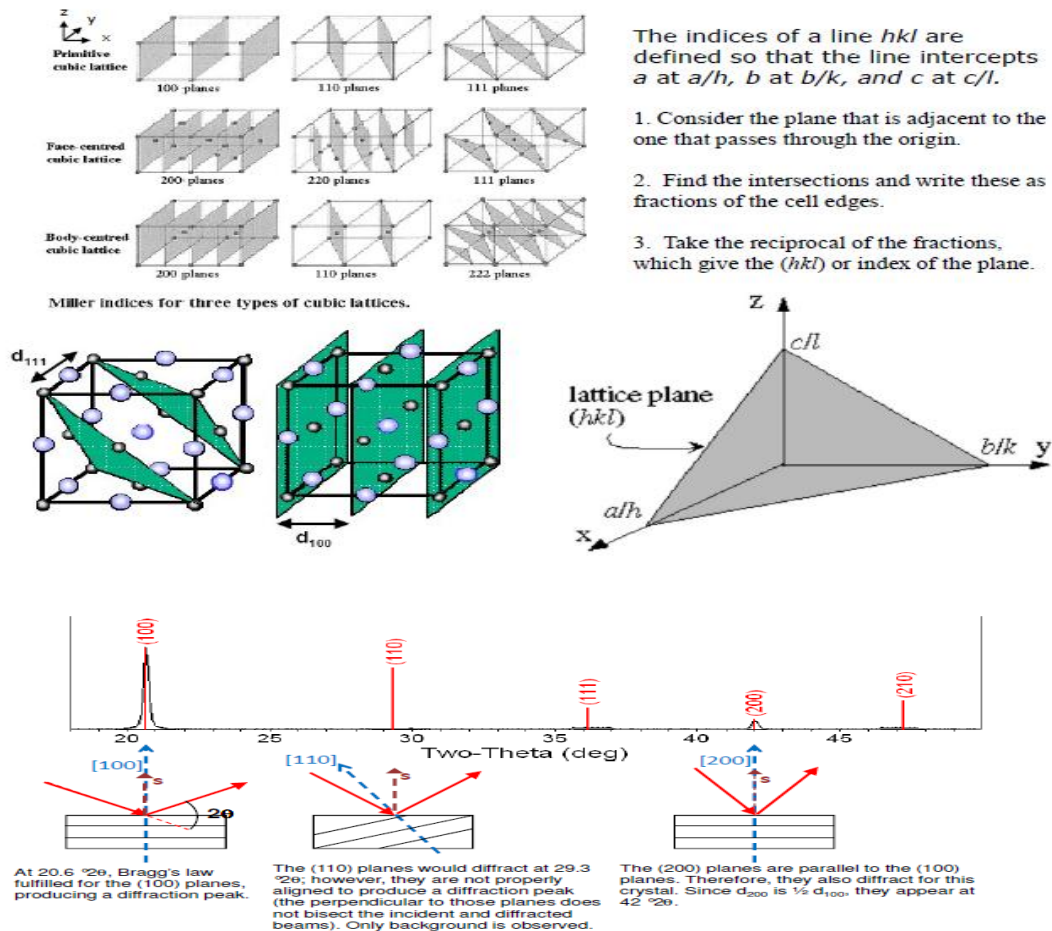 z
y
x
Primitive
cubic lattice
100 planes
110 planes
111 planes
Face-centred
cubic lattice
200 planes
220 planes
111 planes
Body-centred
cubic lattice
200 planes
110 planes
222 planes
Miller indices for three types of cubic lattices.
The indices of a line hkl are
defined so that the line intercepts
a at a/h, b at b/k, and c at c/l.
1. Consider the plane that is adjacent to the
one that passes through the origin.
2. Find the intersections and write these as
fractions of the cell edges.
3. Take the reciprocal of the fractions,
which give the (hkl) or index of the plane.
d111
d100
z
c/l
lattice plane
(hkl)
b/k
y
a/h
x
(100)
(110)
(111)
(200)
(210)
20
25
30
35
40
45
Two-Theta (deg)
[100]
s
2θ
[110]
s
[200]
s
At 20.6 °2θ, Bragg's law
fulfilled for the (100) planes,
producing a diffraction peak.
The (110) planes would diffract at 29.3
°2θ; however, they are not properly
aligned to produce a diffraction peak
(the perpendicular to those planes does
not bisect the incident and diffracted
beams). Only background is observed.
The (200) planes are parallel to the (100)
planes. Therefore, they also diffract for this
crystal. Since d200 is ½ d100, they appear at
42 °2θ.